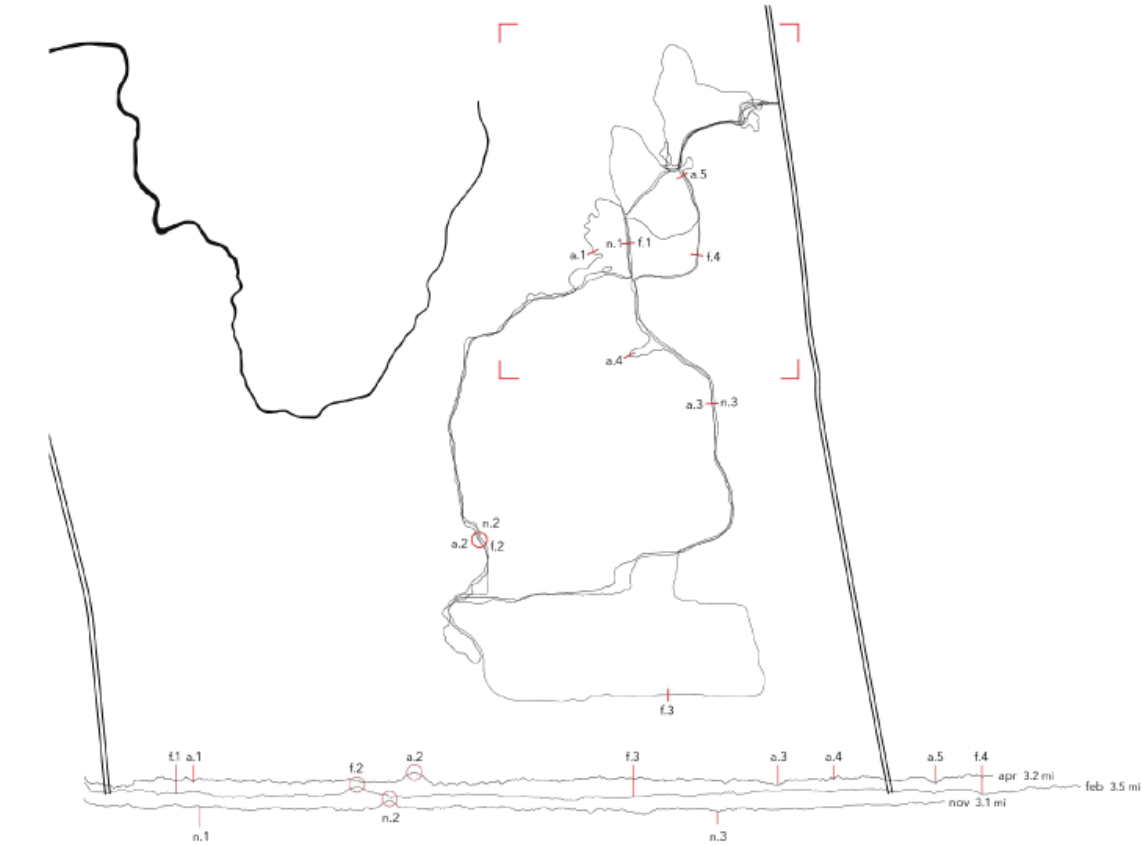 a.5
n.1 f.1
a.1
f.4
a.4
a.3 n.3
n.2
a.2 f.2
f.3
f.1 a.1 f.2 a.2 f.3 a.3 a.4 a.5 f.4
apr 3.2 mi
feb 3.5 mi
nov 3.1 mi
n.2
n.1 n.3